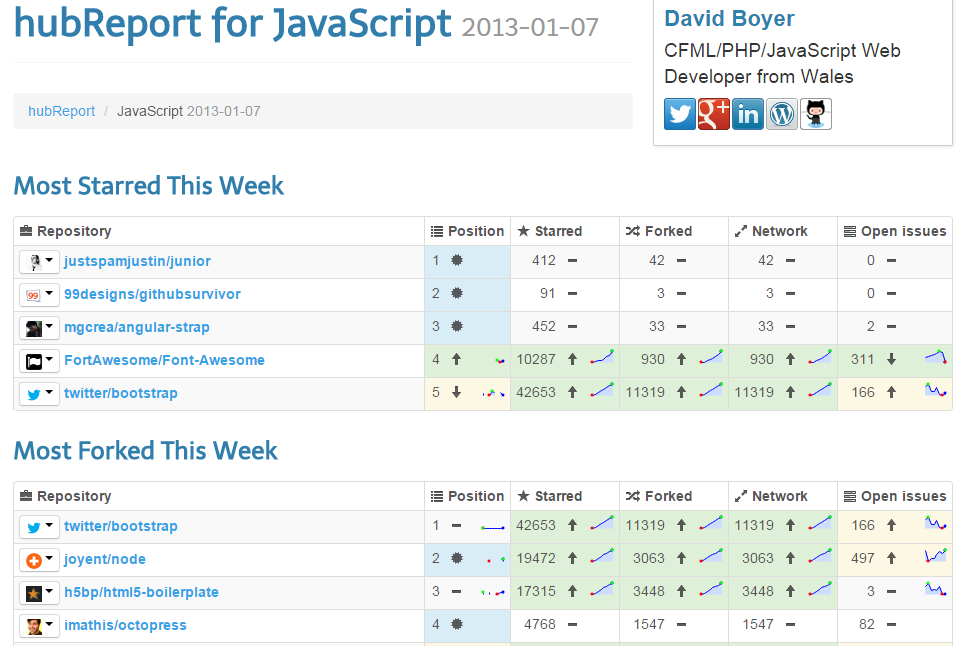 hubReport for JavaScript 2013-01-07
David Boyer
CFML/PHP/JavaScript Web
Developer from Wales
hubReport / JavaScript 2013-01-07
Most Starred This Week
Repository Position Starred Forked Network Open issues
justspamjustin/junior 1 412 42 42 0
99 99designs/githubsurvivor 2 91 3 3 0
mgcrea/angular-strap 3 452 33 33 2
FortAwesome/Font-Awesome 4 10287 930 930 311
twitter/bootstrap 5 42653 11319 11319 166
Most Forked This Week
Repository Position Starred Forked Network Open issues
twitter/bootstrap 1 42653 11319 11319 166
joyent/node 2 19472 3063 3063 497
h5bp/html5-boilerplate 3 17315 3448 3448 3
imathis/octopress 4 4768 1547 1547 82